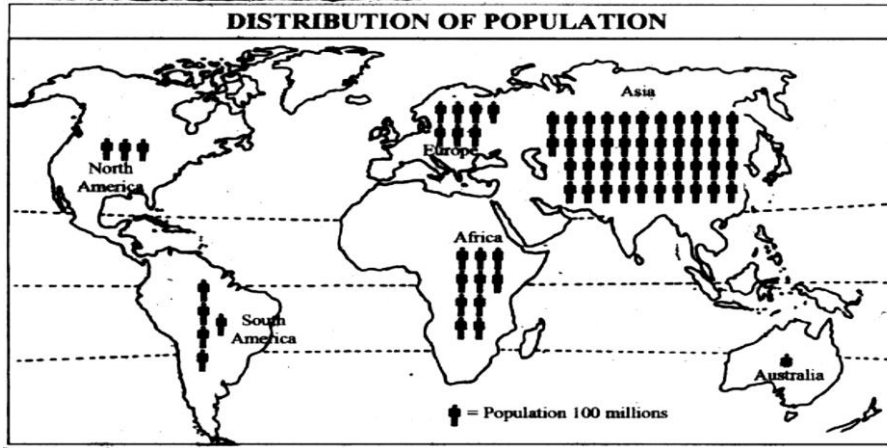 DISTRIBUTION OF POPULATION
Asia
Europe
North
America
Africa
South
America
Australia
= Population 100 millions